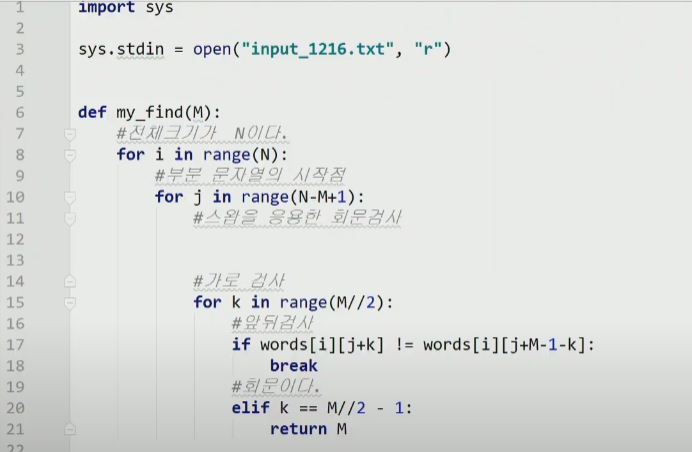 1 import sys
2
3 sys.stdin = open("input_1216.txt", "r")
4
5
6 def my_find(M):
7     #전체크기가 N이다.
8     for i in range(N):
9         #부분 문자열의 시작점
10         for j in range(N-M+1):
11             #스왑을 응용한 회문검사
12
13
14             #가로 검사
15             for k in range(M//2):
16                 #앞뒤검사
17                 if words[i][j+k] != words[i][j+M-1-k]:
18                     break
19                 #회문이다.
20                 elif k == M//2 - 1:
21                     return M
22